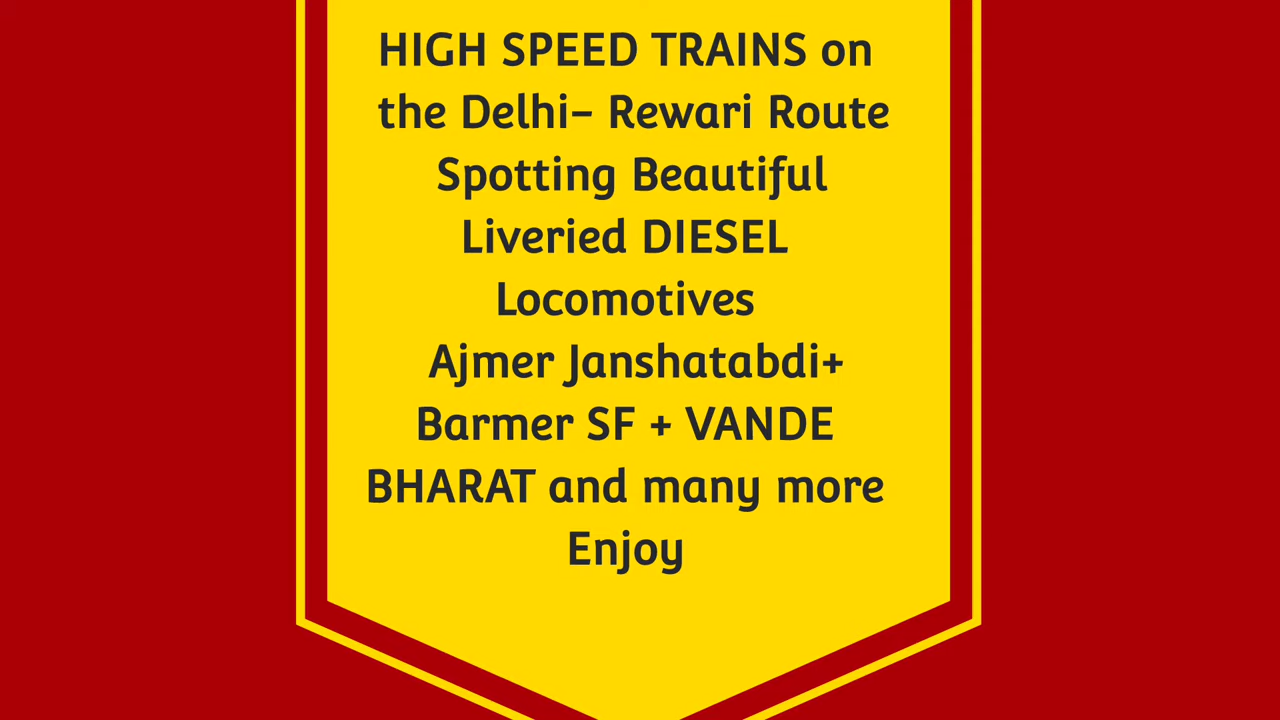 HIGH SPEED TRAINS on
the Delhi– Rewari Route
Spotting Beautiful
Liveried DIESEL
Locomotives
Ajmer Janshatabdi+
Barmer SF + VANDE
BHARAT and many more
Enjoy